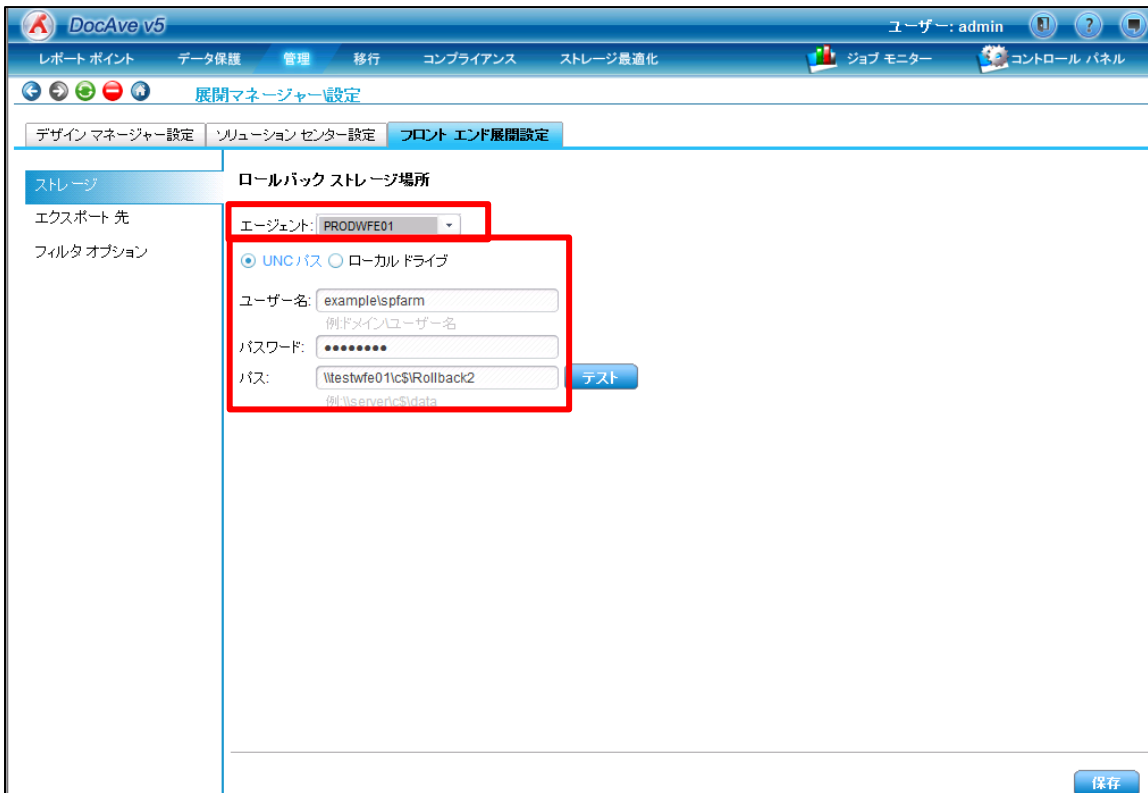 DocAve v5
ユーザー: admin
レポート ポイント データ保護 管理 移行 コンプライアンス ストレージ最適化 ジョブ モニター コントロール パネル
展開マネージャー\設定
デザイン マネージャー設定 ソリューション センター設定 フロント エンド展開設定
ストレージ
エクスポート 先
フィルタ オプション
ロールバック ストレージ場所
エージェント: PRODWFE01
UNC パス ローカル ドライブ
ユーザー名: example\spfarm
例:ドメイン\ユーザー名
パスワード: ••••••••
パス: \\testwfe01\c$\Rollback2 テスト
例:\\server\c$\data
保存